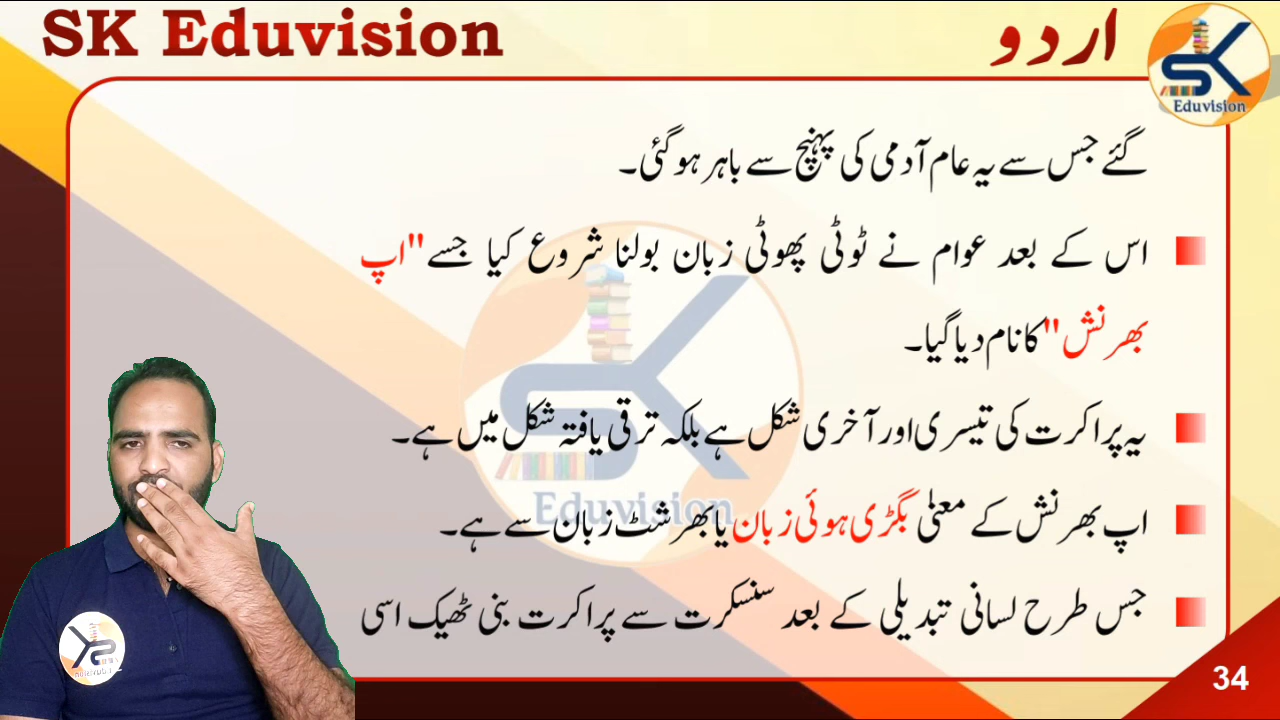 SK Eduvision
اردو
SK
Eduvision
گئے جس سے یہ عام آدمی کی پہنچ سے باہر ہوگئی۔
اس کے بعد عوام نے ٹوٹی پھوٹی زبان بولنا شروع کیا جسے "اپ
بھرنش" کا نام دیا گیا۔
یہ پراکرت کی تیسری اور آخری شکل ہے بلکہ ترقی یافتہ شکل میں ہے۔
اپ بھرنش کے معنیٰ بگڑی ہوئی زبان یا بھرشٹ زبان سے ہے۔
جس طرح لسانی تبدیلی کے بعد سنسکرت سے پراکرت بنی ٹھیک اسی
SK
Eduvision
34